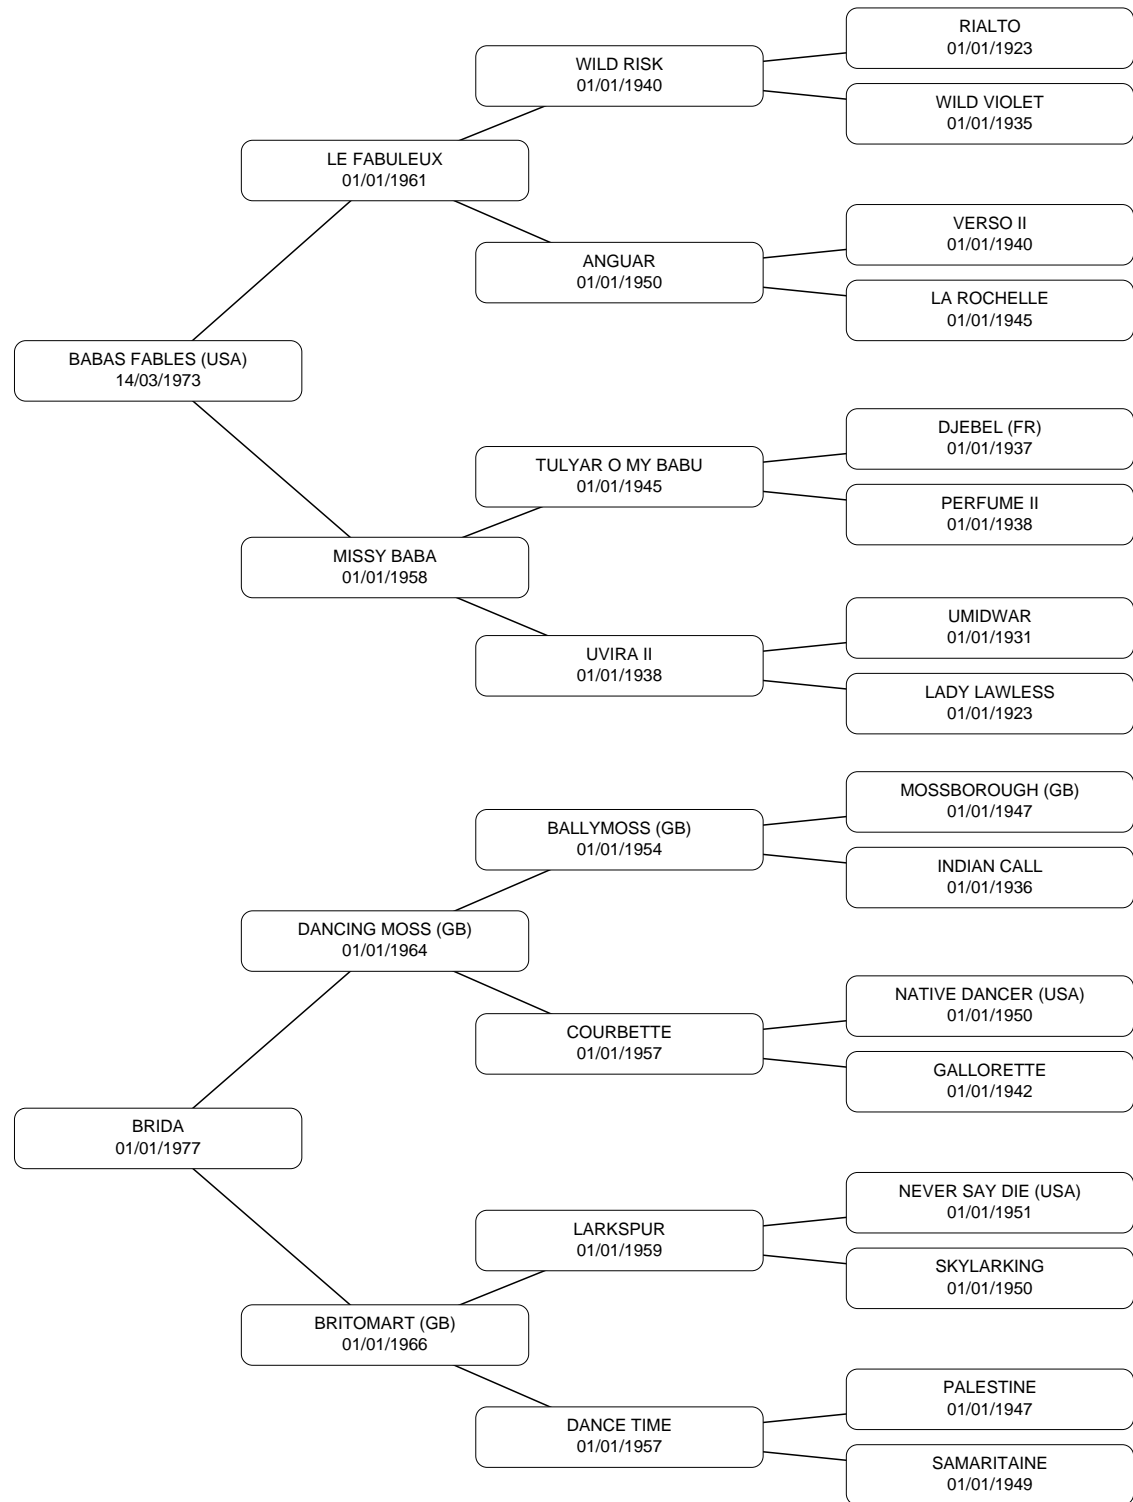 RIALTO
01/01/1923
WILD RISK
01/01/1940
WILD VIOLET
01/01/1935
LE FABULEUX
01/01/1961
VERSO II
01/01/1940
ANGUAR
01/01/1950
LA ROCHELLE
01/01/1945
BABAS FABLES (USA)
14/03/1973
DJEBEL (FR)
01/01/1937
TULYAR O MY BABU
01/01/1945
PERFUME II
01/01/1938
MISSY BABA
01/01/1958
UMIDWAR
01/01/1931
UVIRA II
01/01/1938
LADY LAWLESS
01/01/1923
MOSSBOROUGH (GB)
01/01/1947
BALLYMOSS (GB)
01/01/1954
INDIAN CALL
01/01/1936
DANCING MOSS (GB)
01/01/1964
NATIVE DANCER (USA)
01/01/1950
COURBETTE
01/01/1957
GALLORETTE
01/01/1942
BRIDA
01/01/1977
NEVER SAY DIE (USA)
01/01/1951
LARKSPUR
01/01/1959
SKYLARKING
01/01/1950
BRITOMART (GB)
01/01/1966
PALESTINE
01/01/1947
DANCE TIME
01/01/1957
SAMARITAINE
01/01/1949